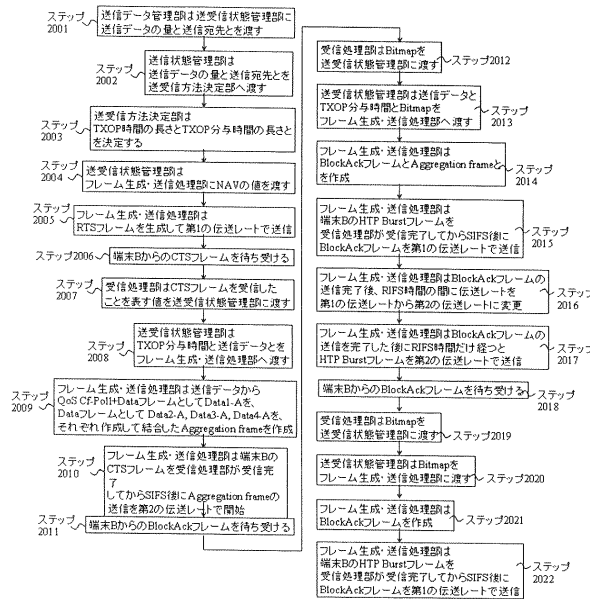 ステップ
2001
送信データ管理部は送受信状態管理部に
送信データの量と送信宛先とを渡す
ステップ
2002
送信状態管理部は
送信データの量と送信宛先とを
送受信方法決定部へ渡す
ステップ
2003
送受信方法決定部は
TXOP時間の長さとTXOP分与時間の長さと
を決定する
ステップ
2004
送受信状態管理部は
フレーム生成・送信処理部にNAVの値を渡す
ステップ
2005
フレーム生成・送信処理部は
RTSフレームを生成して第1の伝送レートで送信
ステップ2006
端末BからのCTSフレームを待ち受ける
ステップ
2007
受信処理部はCTSフレームを受信した
ことを表す値を送受信状態管理部に渡す
ステップ
2008
送受信状態管理部は
TXOP分与時間と送信データとを
フレーム生成・送信処理部へ渡す
ステップ
2009
フレーム生成・送信処理部は送信データから
QoS Cf-Poll+DataフレームとしてData1-Aを、
Dataフレームとして Data2-A, Data3-A, Data4-Aを、
それぞれ作成して結合したAggregation frameを作成
ステップ
2010
フレーム生成・送信処理部は端末Bの
CTSフレームを受信処理部が受信完
了
してからSIFS後にAggregation frameの
送信を第2の伝送レートで開始
ステップ
2011
端末BからのBlockAckフレームを待ち受ける
受信処理部はBitmapを
送受信状態管理部に渡す
ステップ2012
送受信状態管理部は送信データと
TXOP分与時間とBitmapを
フレーム生成・送信処理部へ渡す
ステップ
2013
フレーム生成・送信処理部は
BlockAckフレームとAggregation frameと
を作成
ステップ
2014
フレーム生成・送信処理部は
端末BのHTP Burstフレームを
受信処理部が受信完了してからSIFS後に
BlockAckフレームを第1の伝送レートで送信
ステップ
2015
フレーム生成・送信処理部はBlockAckフレームの
送信完了後、RIFS時間の間に伝送レートを
第1の伝送レートから第2の伝送レートに変更
ステップ
2016
フレーム生成・送信処理部はBlockAckフレームの
送信を完了した後にRIFS時間だけ経つと
HTP Burstフレームを第2の伝送レートで送信
ステップ
2017
端末BからのBlockAckフレームを待ち受ける
ステップ
2018
受信処理部はBitmapを
送受信状態管理部に渡す
ステップ2019
送受信状態管理部はBitmapを
フレーム生成・送信処理部に渡す
ステップ2020
フレーム生成・送信処理部は
BlockAckフレームを作成
ステップ2021
フレーム生成・送信処理部は
端末BのHTP Burstフレームを
受信処理部が受信完了してからSIFS後に
BlockAckフレームを第1の伝送レートで送信
ステップ
2022